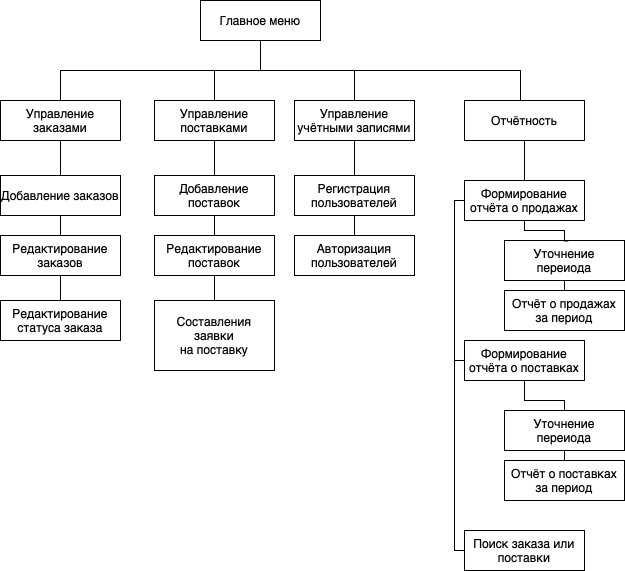 Главное меню
Управление
заказами
Управление
поставками
Управление
учётными записями
Отчётность
Добавление заказов
Добавление
поставок
Регистрация
пользователей
Формирование
отчёта о продажах
Редактирование
заказов
Редактирование
поставок
Авторизация
пользователей
Уточнение
переиода
Редактирование
статуса заказа
Составления
заявки
на поставку
Отчёт о продажах
за период
Формирование
отчёта о поставках
Уточнение
переиода
Отчёт о поставках
за период
Поиск заказа или
поставки